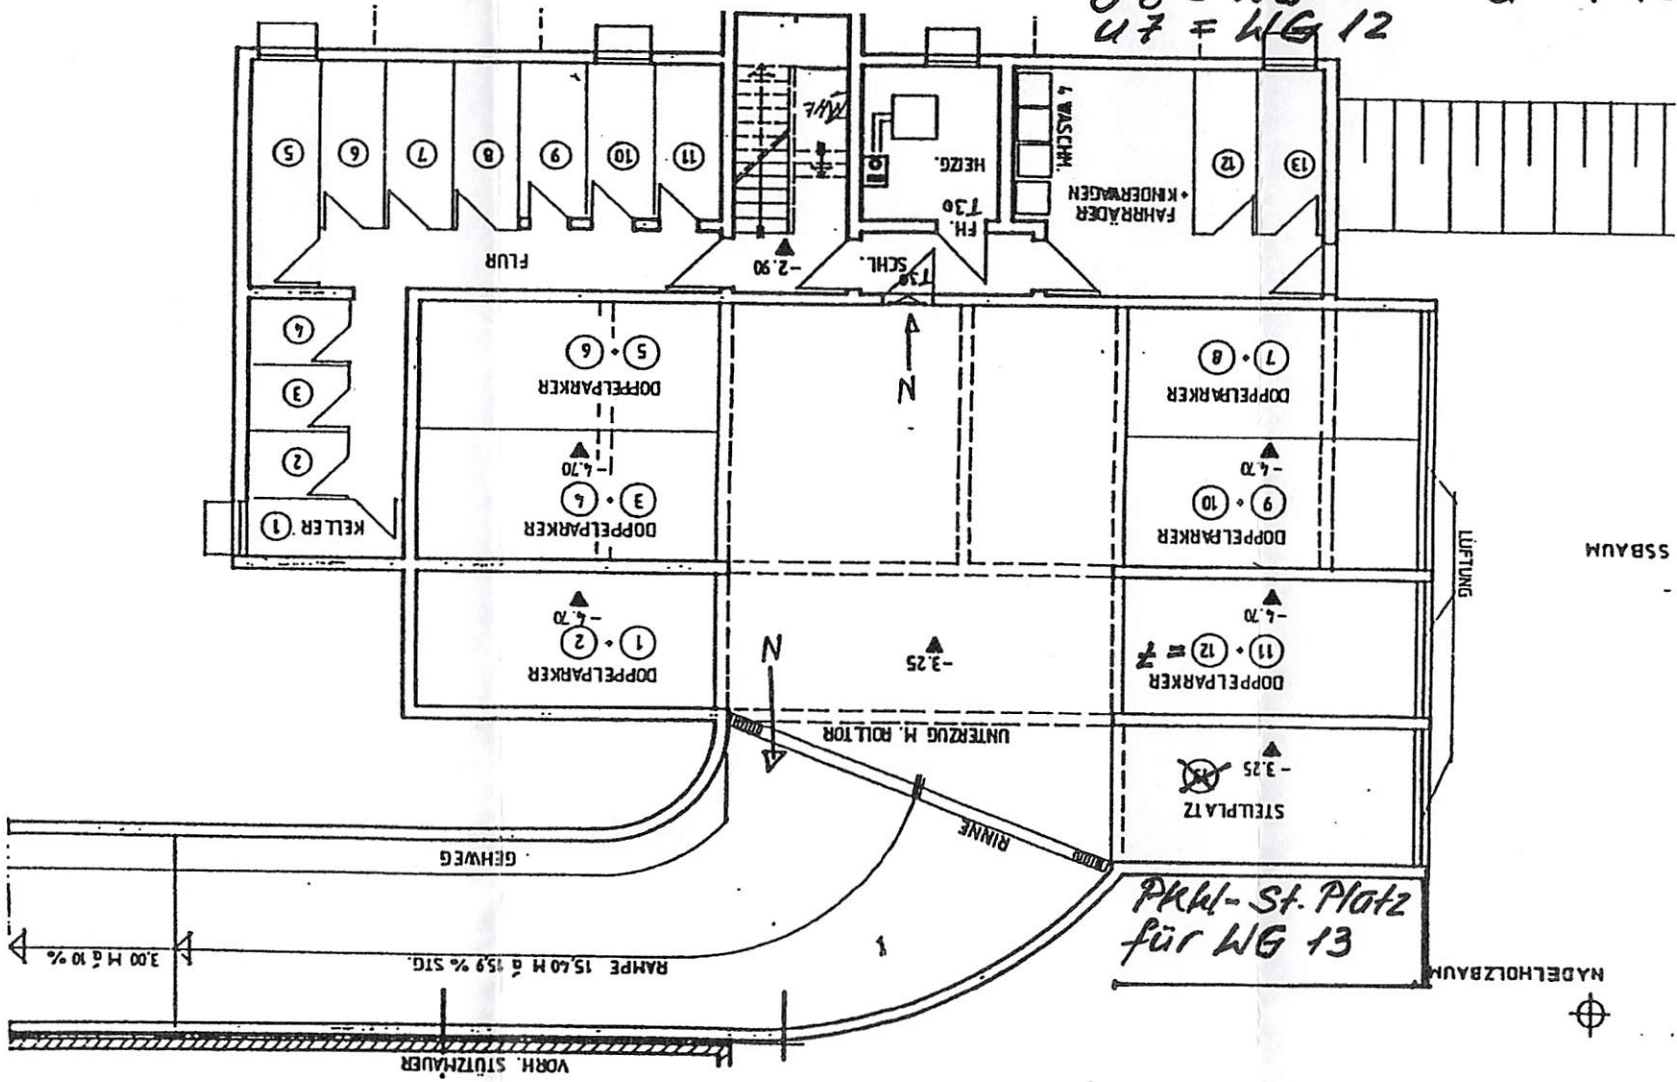 U7 = WG 12
5
6
7
8
9
10
11
4 WASCHM.
HEIZG.
FH.
T30
FAHRRÄDER
+ KINDERWAGEN
12
13
FLUR
-2.90
SCHL.
T30
4
3
2
KELLER 1
DOPPELPARKER
5 + 6
DOPPELPARKER
3 + 4
-4.70
DOPPELPARKER
1 + 2
-4.70
N
N
-3.25
DOPPELPARKER
7 + 8
DOPPELPARKER
9 + 10
-4.70
DOPPELPARKER
11 + 12 = 7
-4.70
STELLPLATZ
13 -3.25
LÜFTUNG
SSBAUM
UNTERZUG M. ROLLTOR
RINNE
GEHWEG
RAMPE 15,40 M á 15,9 % STG.
3,00 M á 10 %
PKW-St. Platz
für WG 13
NADELHOLZBAUM
VORH. STÜTZMAUER